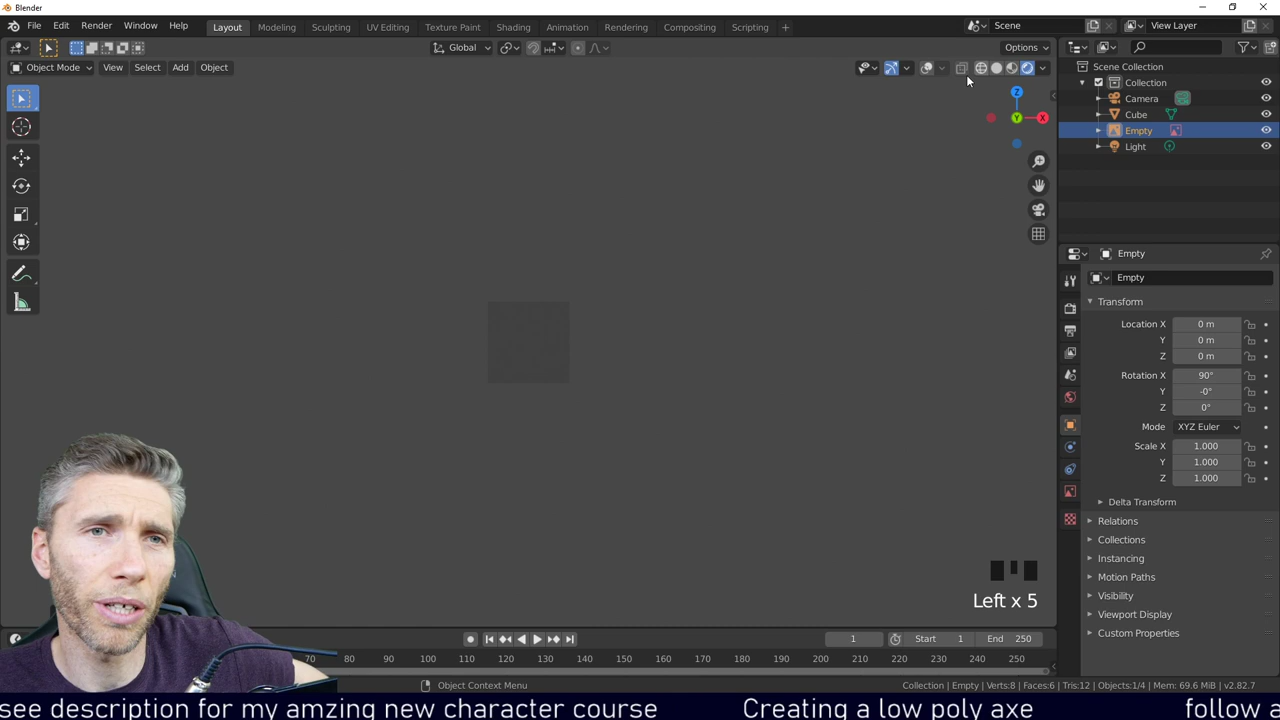 Blender
File Edit Render Window Help Layout Modeling Sculpting UV Editing Texture Paint Shading Animation Rendering Compositing Scripting + Scene View Layer
Global Options
Object Mode View Select Add Object
Scene Collection
Collection
Camera
Cube
Empty
Light
Z
Y
X
Empty
Empty
Transform
Location X 0 m
Y 0 m
Z 0 m
Rotation X 90°
Y -0°
Z 0°
Mode XYZ Euler
Scale X 1.000
Y 1.000
Z 1.000
Delta Transform
Relations
Collections
Instancing
Motion Paths
Visibility
Viewport Display
Custom Properties
Left x 5
1 Start 1 End 250
70 80 90 100 110 120 130 140 150 160 170 180 190 200 210 220 230 240 250
Object Context Menu
Collection | Empty | Verts:8 | Faces:6 | Tris:12 | Objects:1/4 | Mem: 69.6 MiB | v2.82.7
see description for my amzing new character course Creating a low poly axe follow a